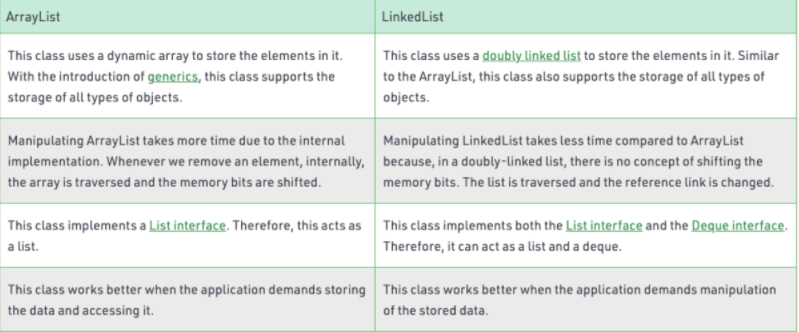 ArrayList
LinkedList
This class uses a dynamic array to store the elements in it.
With the introduction of generics, this class supports the
storage of all types of objects.
This class uses a doubly linked list to store the elements in it. Similar
to the ArrayList, this class also supports the storage of all types of
objects.
Manipulating ArrayList takes more time due to the internal
implementation. Whenever we remove an element, internally,
the array is traversed and the memory bits are shifted.
Manipulating LinkedList takes less time compared to ArrayList
because, in a doubly-linked list, there is no concept of shifting the
memory bits. The list is traversed and the reference link is changed.
This class implements a List interface. Therefore, this acts as
a list.
This class implements both the List interface and the Deque interface.
Therefore, it can act as a list and a deque.
This class works better when the application demands storing
the data and accessing it.
This class works better when the application demands manipulation
of the stored data.